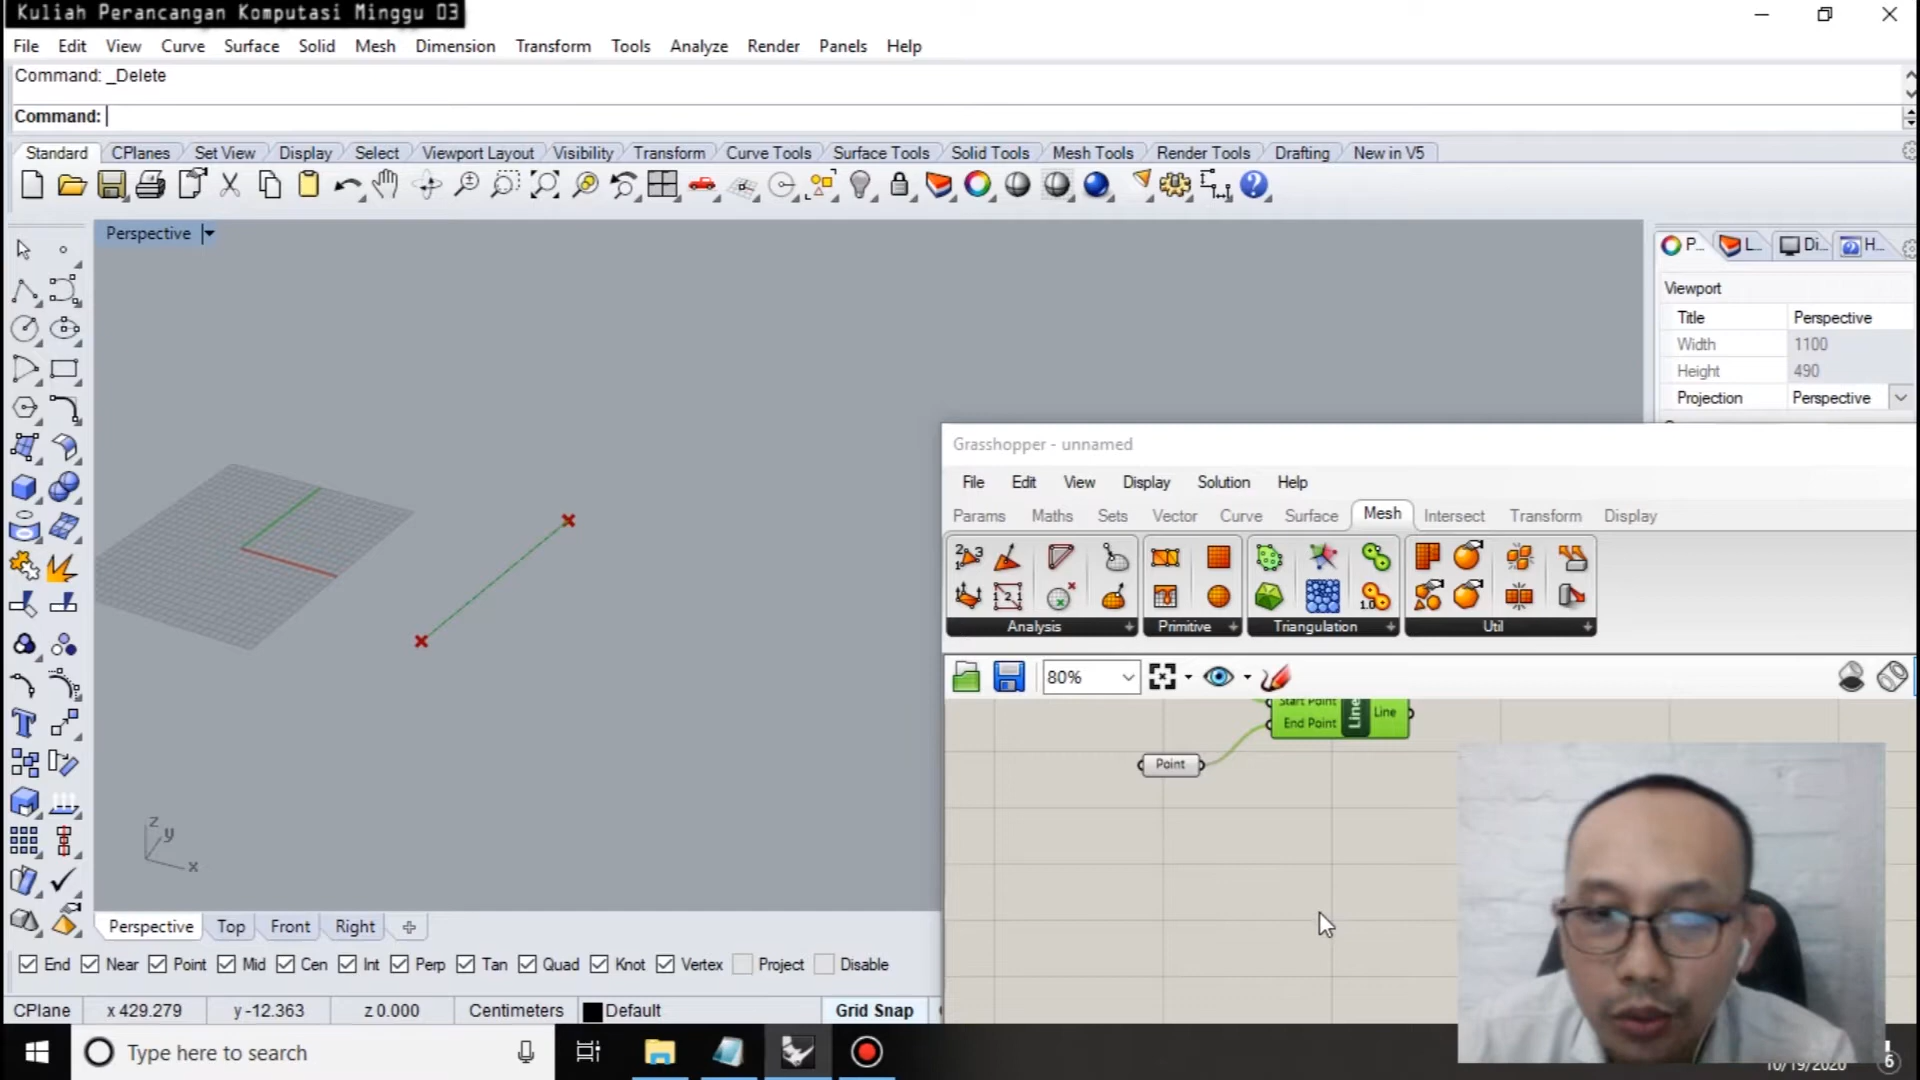 Kuliah Perancangan Komputasi Minggu 03
File Edit View Curve Surface Solid Mesh Dimension Transform Tools Analyze Render Panels Help
Command: _Delete
Command:
Standard CPlanes Set View Display Select Viewport Layout Visibility Transform Curve Tools Surface Tools Solid Tools Mesh Tools Render Tools Drafting New in V5
Perspective
P... L... Di... H...
Viewport
Title Perspective
Width 1100
Height 490
Projection Perspective
Grasshopper - unnamed
File Edit View Display Solution Help
Params Maths Sets Vector Curve Surface Mesh Intersect Transform Display
Analysis Primitive Triangulation Util
80%
Start Point
End Point
Line
Line
Point
z
y
x
Perspective Top Front Right
End Near Point Mid Cen Int Perp Tan Quad Knot Vertex Project Disable
CPlane x 429.279 y -12.363 z 0.000 Centimeters Default Grid Snap
Type here to search
10/19/2020
6